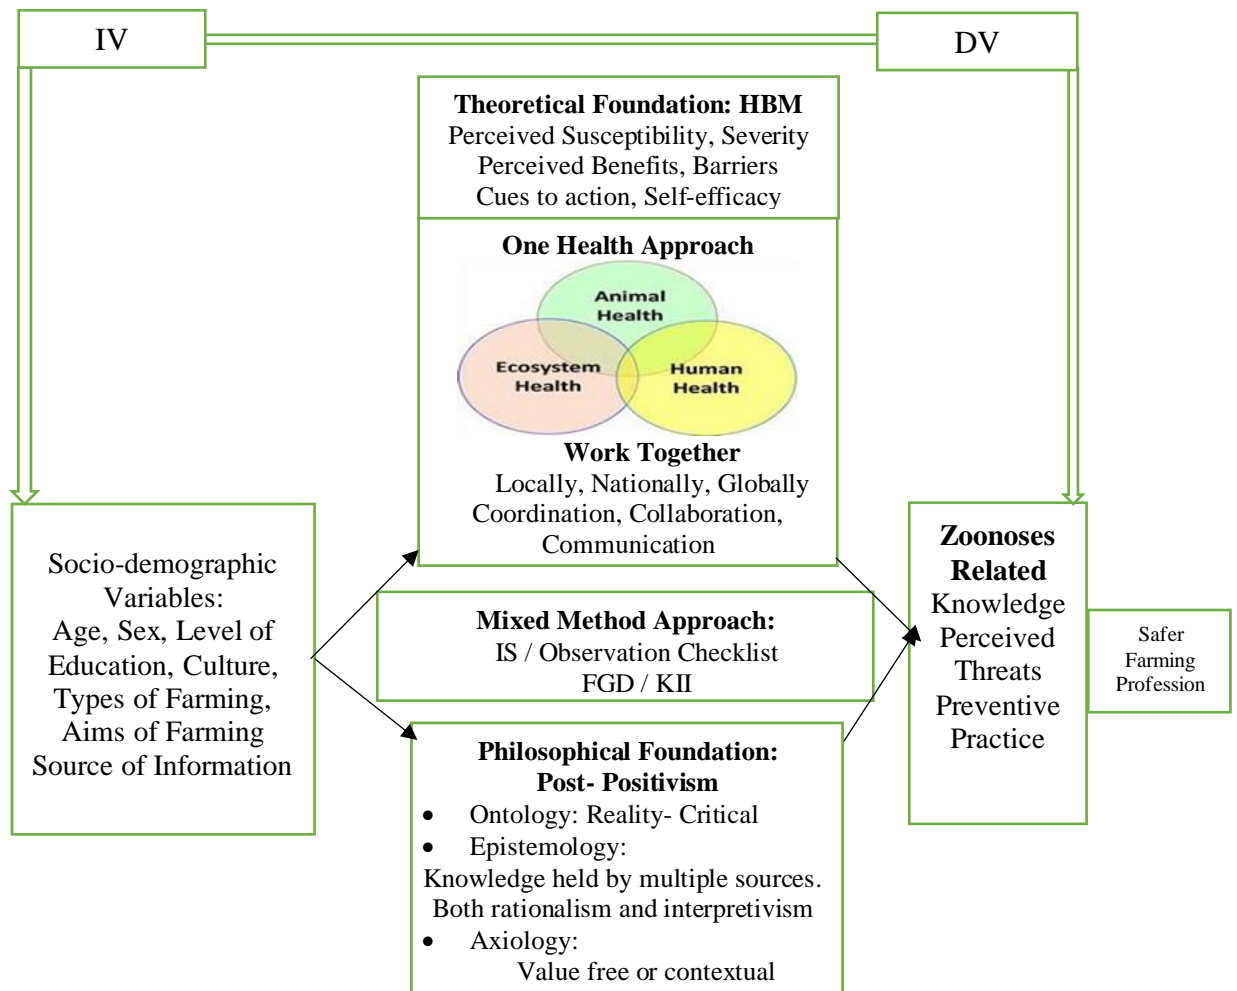 IV
DV
Theoretical Foundation: HBM
Perceived Susceptibility, Severity
Perceived Benefits, Barriers
Cues to action, Self-efficacy
One Health Approach
Animal
Health
Ecosystem
Health
Human
Health
Work Together
Locally, Nationally, Globally
Coordination, Collaboration,
Communication
Socio-demographic
Variables:
Age, Sex, Level of
Education, Culture,
Types of Farming,
Aims of Farming
Source of Information
Mixed Method Approach:
IS / Observation Checklist
FGD / KII
Philosophical Foundation:
Post- Positivism
• Ontology: Reality- Critical
• Epistemology:
Knowledge held by multiple sources.
Both rationalism and interpretivism
• Axiology:
Value free or contextual
Zoonoses
Related
Knowledge
Perceived
Threats
Preventive
Practice
Safer
Farming
Profession